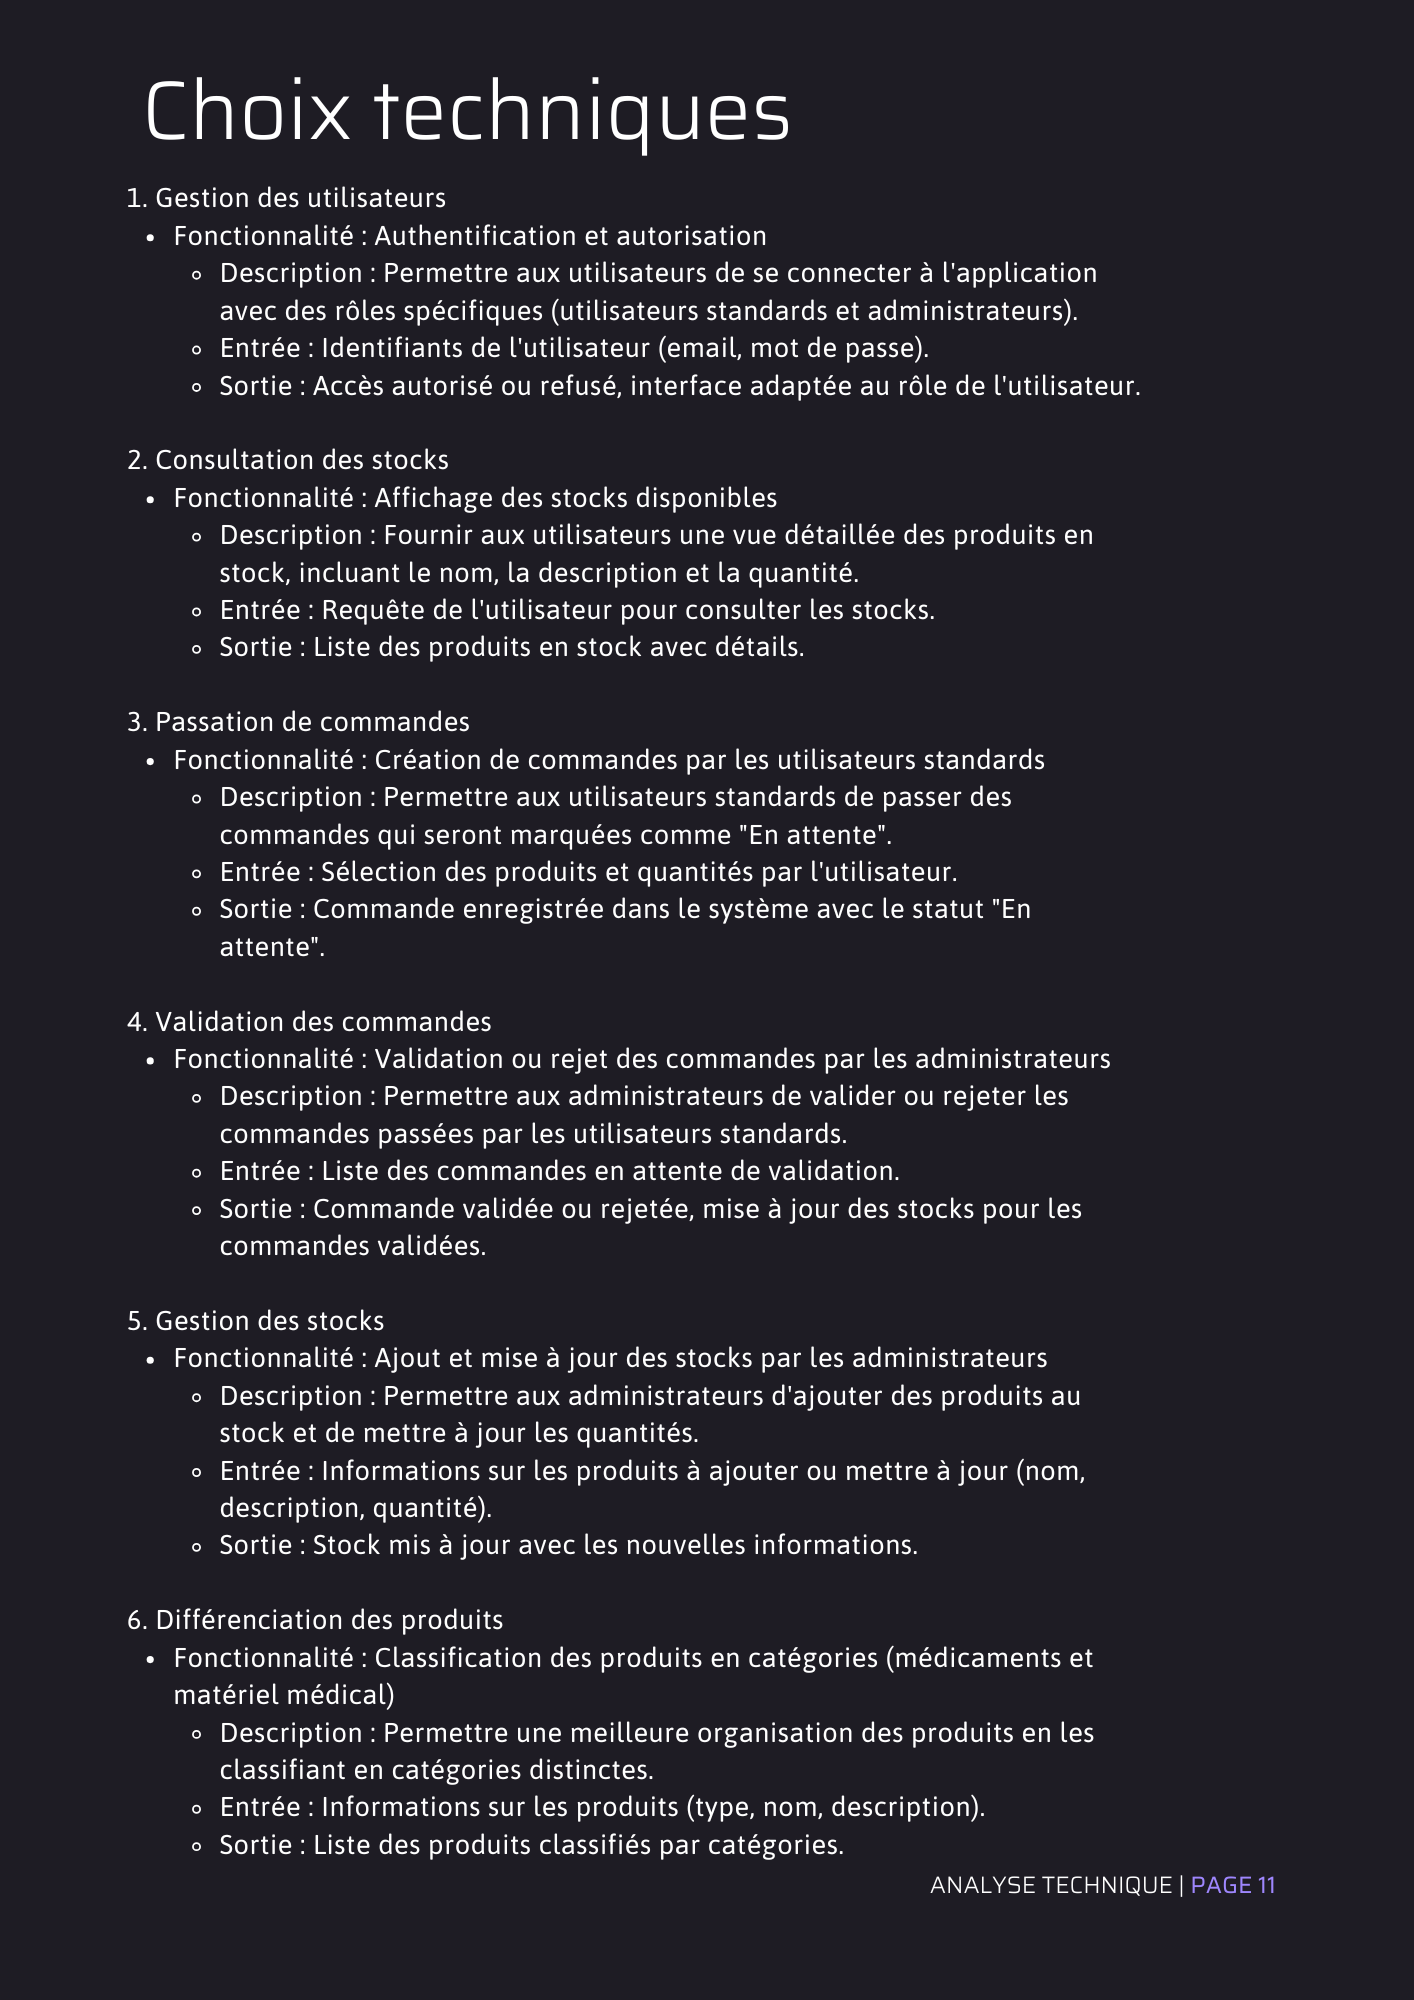 Choix techniques
1. Gestion des utilisateurs
• Fonctionnalité : Authentification et autorisation
◦ Description : Permettre aux utilisateurs de se connecter à l'application
avec des rôles spécifiques (utilisateurs standards et administrateurs).
◦ Entrée : Identifiants de l'utilisateur (email, mot de passe).
◦ Sortie : Accès autorisé ou refusé, interface adaptée au rôle de l'utilisateur.
2. Consultation des stocks
• Fonctionnalité : Affichage des stocks disponibles
◦ Description : Fournir aux utilisateurs une vue détaillée des produits en
stock, incluant le nom, la description et la quantité.
◦ Entrée : Requête de l'utilisateur pour consulter les stocks.
◦ Sortie : Liste des produits en stock avec détails.
3. Passation de commandes
• Fonctionnalité : Création de commandes par les utilisateurs standards
◦ Description : Permettre aux utilisateurs standards de passer des
commandes qui seront marquées comme "En attente".
◦ Entrée : Sélection des produits et quantités par l'utilisateur.
◦ Sortie : Commande enregistrée dans le système avec le statut "En
attente".
4. Validation des commandes
• Fonctionnalité : Validation ou rejet des commandes par les administrateurs
◦ Description : Permettre aux administrateurs de valider ou rejeter les
commandes passées par les utilisateurs standards.
◦ Entrée : Liste des commandes en attente de validation.
◦ Sortie : Commande validée ou rejetée, mise à jour des stocks pour les
commandes validées.
5. Gestion des stocks
• Fonctionnalité : Ajout et mise à jour des stocks par les administrateurs
◦ Description : Permettre aux administrateurs d'ajouter des produits au
stock et de mettre à jour les quantités.
◦ Entrée : Informations sur les produits à ajouter ou mettre à jour (nom,
description, quantité).
◦ Sortie : Stock mis à jour avec les nouvelles informations.
6. Différenciation des produits
• Fonctionnalité : Classification des produits en catégories (médicaments et
matériel médical)
◦ Description : Permettre une meilleure organisation des produits en les
classifiant en catégories distinctes.
◦ Entrée : Informations sur les produits (type, nom, description).
◦ Sortie : Liste des produits classifiés par catégories.
ANALYSE TECHNIQUE | PAGE 11